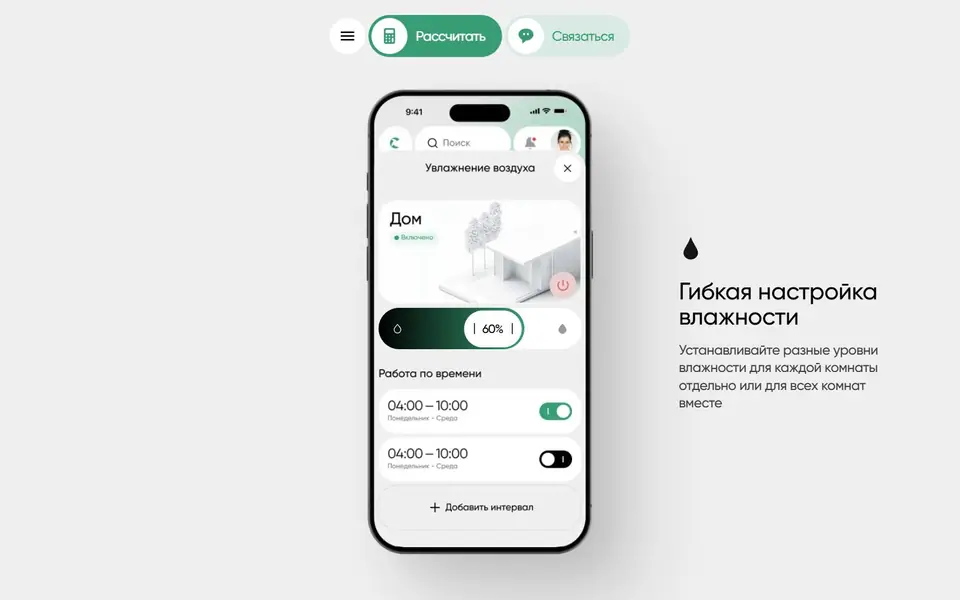 Рассчитать
Связаться
9:41
Поиск
Увлажнение воздуха
Дом
Включено
60%
Работа по времени
04:00 – 10:00
Понедельник - Среда
04:00 – 10:00
Понедельник - Среда
Добавить интервал
Гибкая настройка
влажности
Устанавливайте разные уровни
влажности для каждой комнаты
отдельно или для всех комнат
вместе